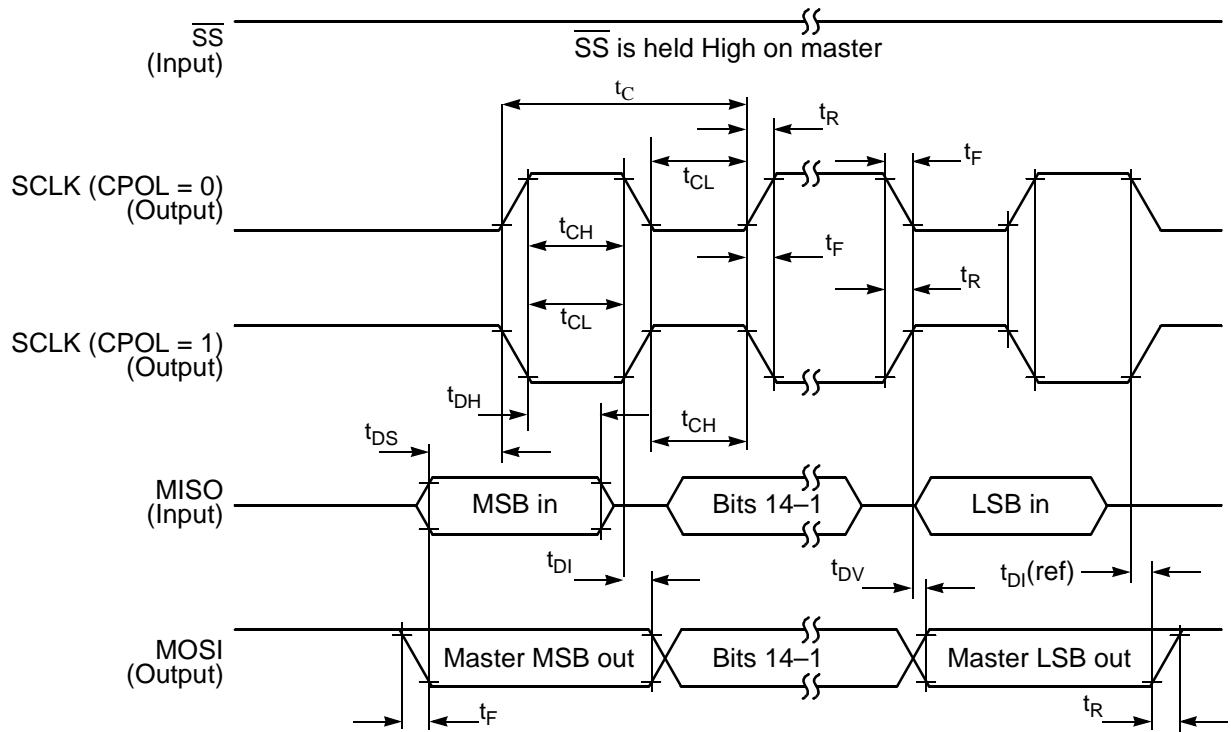 SS
(Input)
SS is held High on master
tC
tR
tF
SCLK (CPOL = 0)
(Output)
tCL
tCH
tF
tR
tCL
SCLK (CPOL = 1)
(Output)
tDH
tCH
tDS
MISO
(Input)
MSB in
Bits 14–1
LSB in
tDI
tDV
tDI(ref)
MOSI
(Output)
Master MSB out
Bits 14–1
Master LSB out
tF
tR